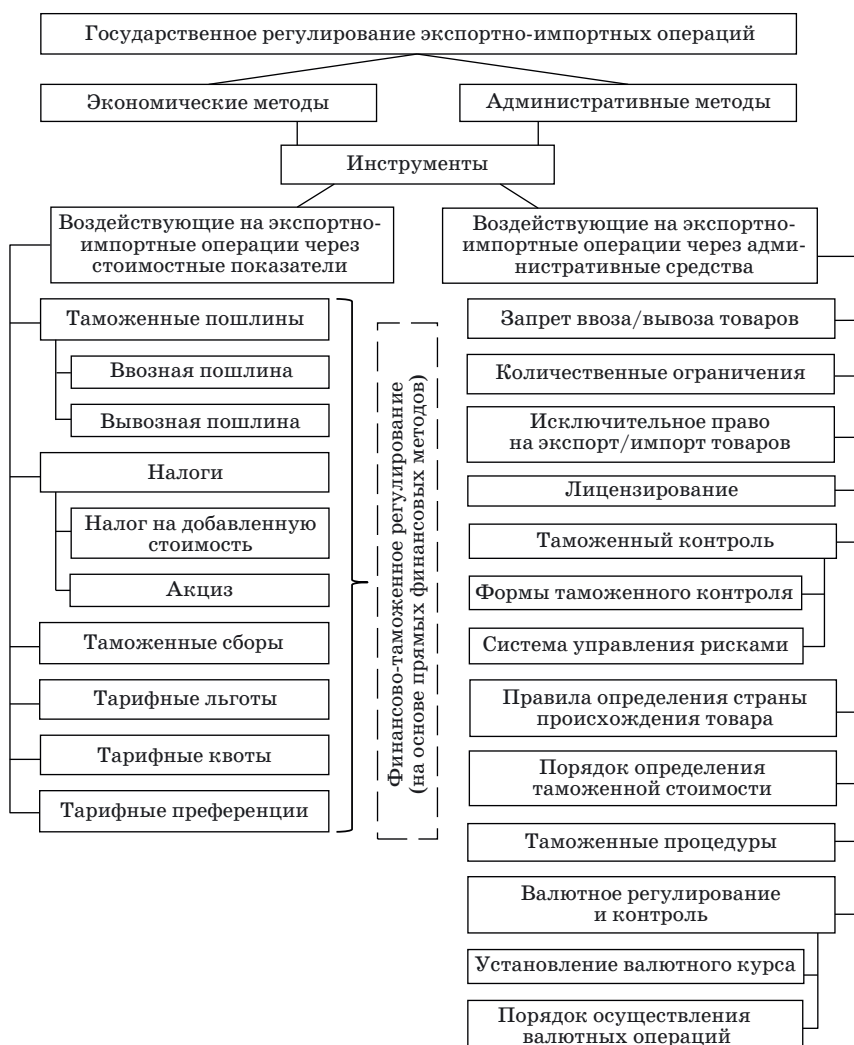 Государственное регулирование экспортно-импортных операций
Экономические методы
Административные методы
Инструменты
Воздействующие на экспортно-
импортные операции через
стоимостные показатели
Таможенные пошлины
Ввозная пошлина
Вывозная пошлина
Налоги
Налог на добавленную
стоимость
Акциз
Таможенные сборы
Тарифные льготы
Тарифные квоты
Тарифные преференции
Финансово-таможенное регулирование
(на основе прямых финансовых методов)
Воздействующие на экспортно-
импортные операции через адми-
нистративные средства
Запрет ввоза/вывоза товаров
Количественные ограничения
Исключительное право
на экспорт/импорт товаров
Лицензирование
Таможенный контроль
Формы таможенного контроля
Система управления рисками
Правила определения страны
происхождения товара
Порядок определения
таможенной стоимости
Таможенные процедуры
Валютное регулирование
и контроль
Установление валютного курса
Порядок осуществления
валютных операций